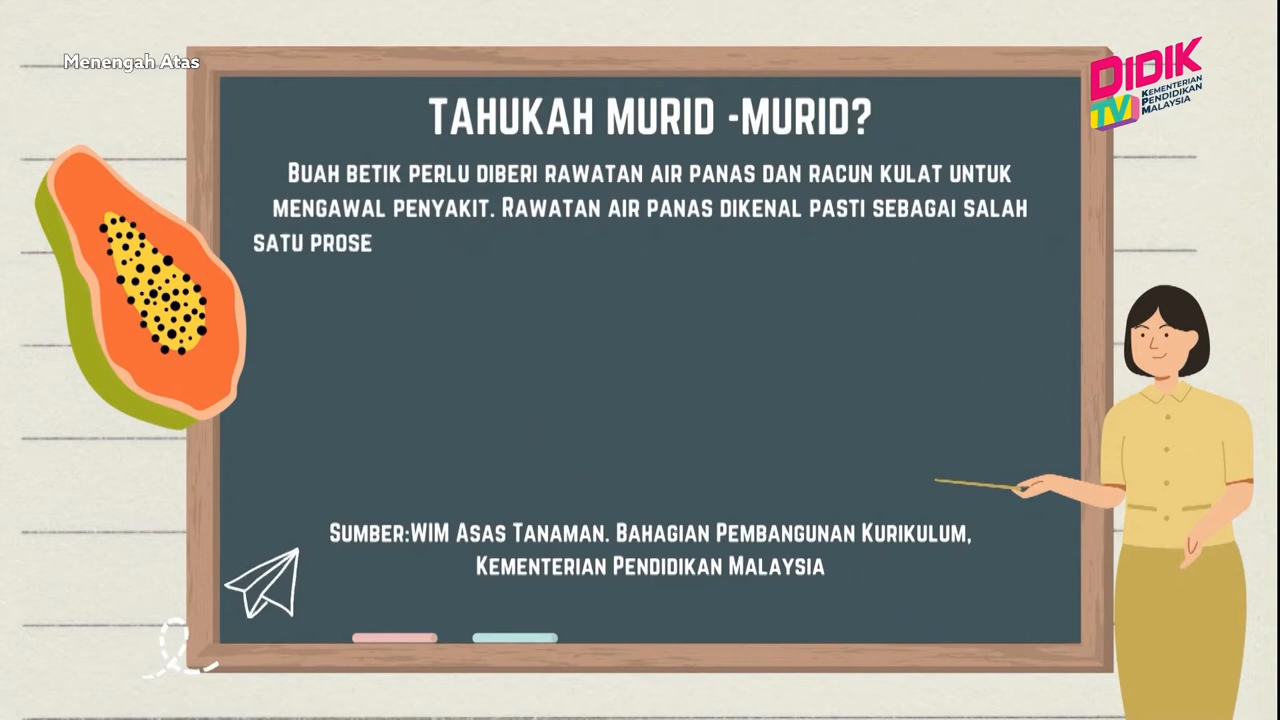 Menengah Atas
DIDIK
TV
KEMENTERIAN
PENDIDIKAN
MALAYSIA
TAHUKAH MURID -MURID?
BUAH BETIK PERLU DIBERI RAWATAN AIR PANAS DAN RACUN KULAT UNTUK
MENGAWAL PENYAKIT. RAWATAN AIR PANAS DIKENAL PASTI SEBAGAI SALAH
SATU PROSE
SUMBER:WIM ASAS TANAMAN. BAHAGIAN PEMBANGUNAN KURIKULUM,
KEMENTERIAN PENDIDIKAN MALAYSIA